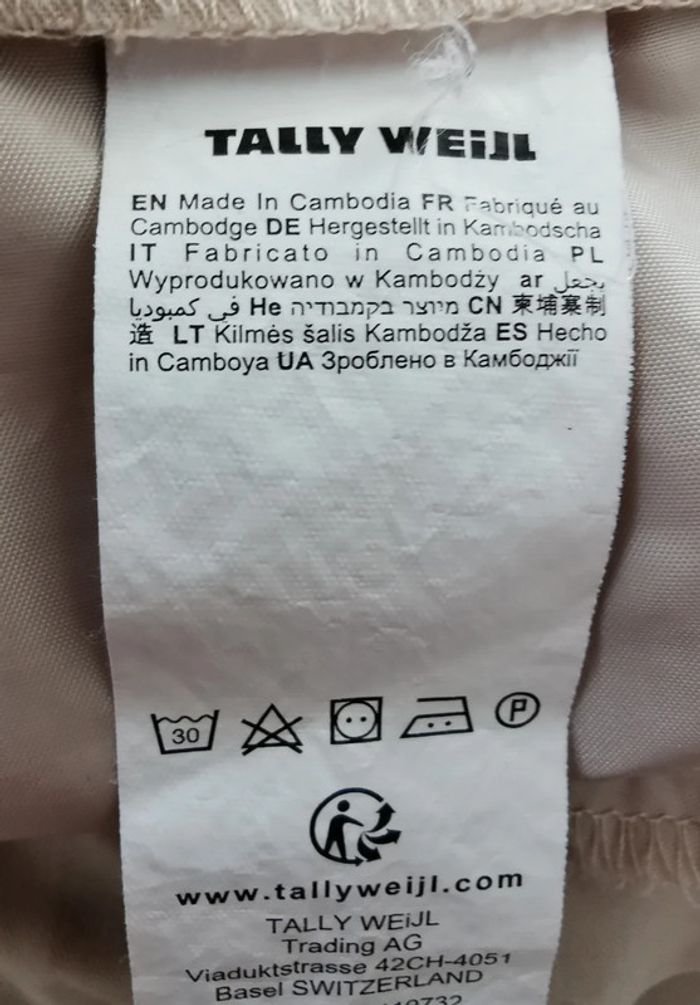 TALLY WEiJL
EN Made In Cambodia FR Fabriqué au
Cambodge DE Hergestellt in Kambodscha
IT Fabricato in Cambodia PL
Wyprodukowano w Kambodży ar يجعل
في كمبوديا He מיוצר בקמבודיה CN 柬埔寨制
造 LT Kilmės šalis Kambodža ES Hecho
in Camboya UA Зроблено в Камбоджії
30
P
www.tallyweijl.com
TALLY WEiJL
Trading AG
Viaduktstrasse 42CH-4051
Basel SWITZERLAND